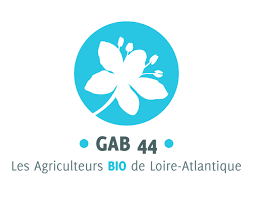 • GAB 44 •
Les Agriculteurs BIO de Loire-Atlantique